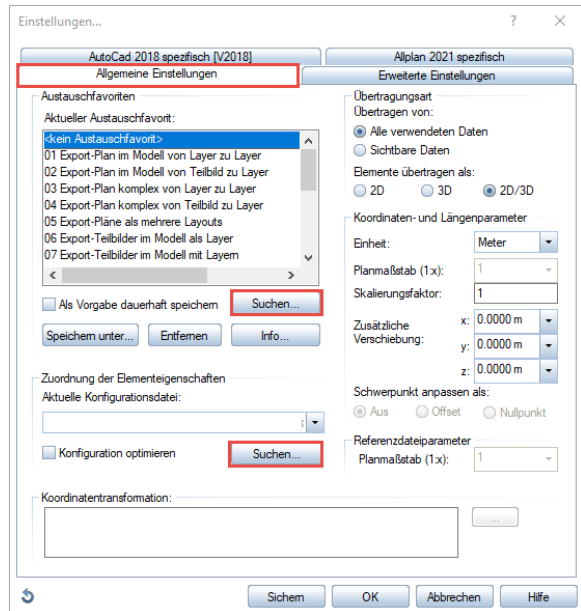 Einstellungen...
AutoCad 2018 spezifisch [V2018]
Allplan 2021 spezifisch
Allgemeine Einstellungen
Erweiterte Einstellungen
Austauschfavoriten
Aktueller Austauschfavorit:
<kein Austauschfavorit>
01 Export-Plan im Modell von Layer zu Layer
02 Export-Plan im Modell von Teilbild zu Layer
03 Export-Plan komplex von Layer zu Layer
04 Export-Plan komplex von Teilbild zu Layer
05 Export-Pläne als mehrere Layouts
06 Export-Teilbilder im Modell als Layer
07 Export-Teilbilder im Modell mit Layern
Als Vorgabe dauerhaft speichern
Suchen...
Speichern unter...
Entfernen
Info...
Zuordnung der Elementeigenschaften
Aktuelle Konfigurationsdatei:
Konfiguration optimieren
Suchen...
Übertragungsart
Übertragen von:
Alle verwendeten Daten
Sichtbare Daten
Elemente übertragen als:
2D
3D
2D/3D
Koordinaten- und Längenparameter
Einheit:
Meter
Planmaßstab (1:x):
1
Skalierungsfaktor:
1
Zusätzliche
Verschiebung:
x: 0.0000 m
y: 0.0000 m
z: 0.0000 m
Schwerpunkt anpassen als:
Aus
Offset
Nullpunkt
Referenzdateiparameter
Planmaßstab (1:x):
1
Koordinatentransformation:
...
Sichern
OK
Abbrechen
Hilfe